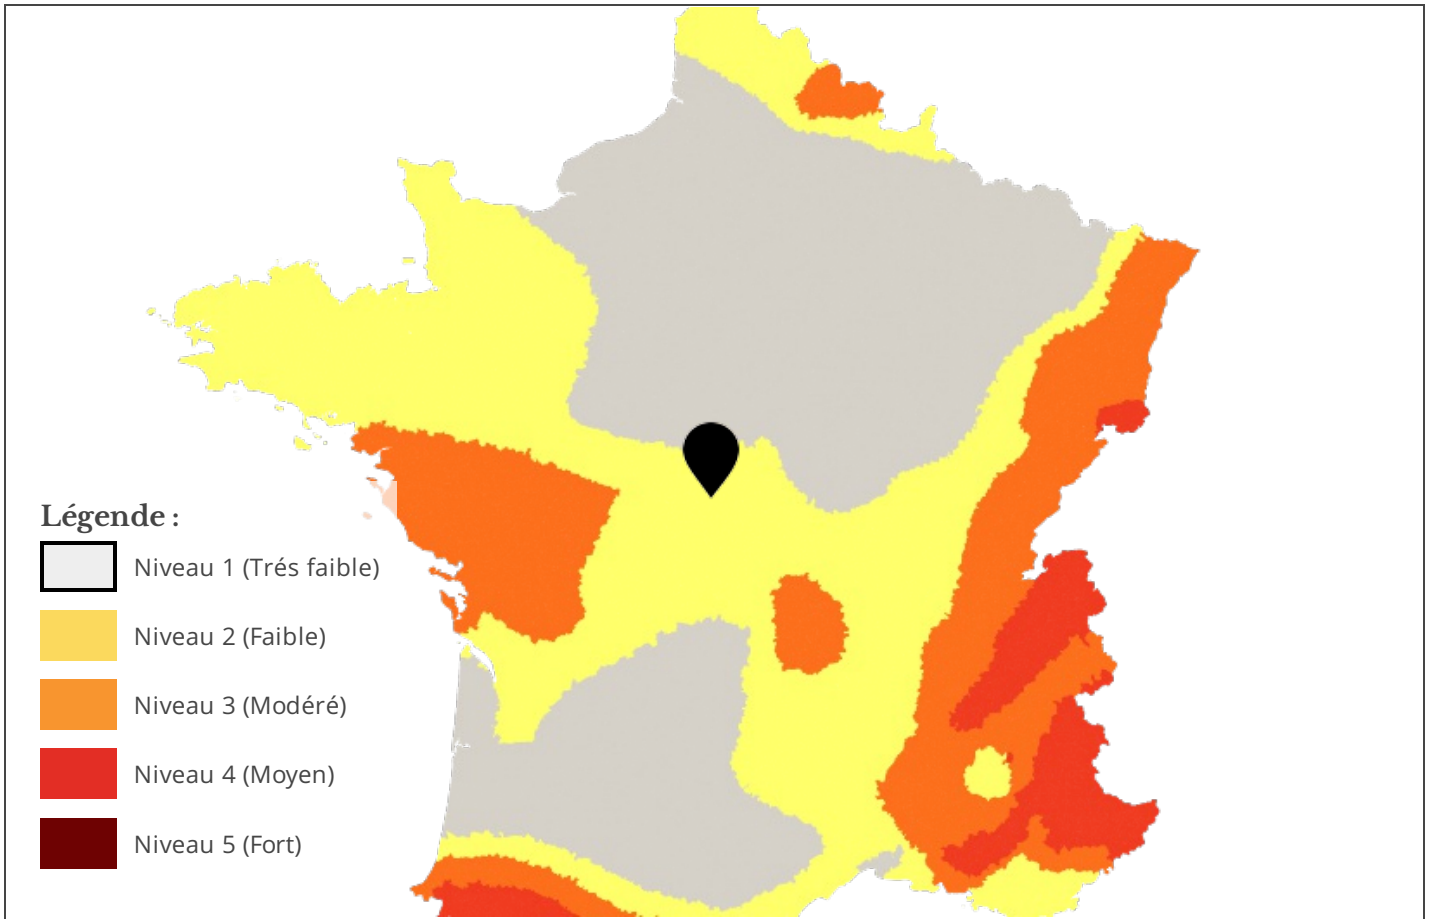 Légende :
Niveau 1 (Trés faible)
Niveau 2 (Faible)
Niveau 3 (Modéré)
Niveau 4 (Moyen)
Niveau 5 (Fort)